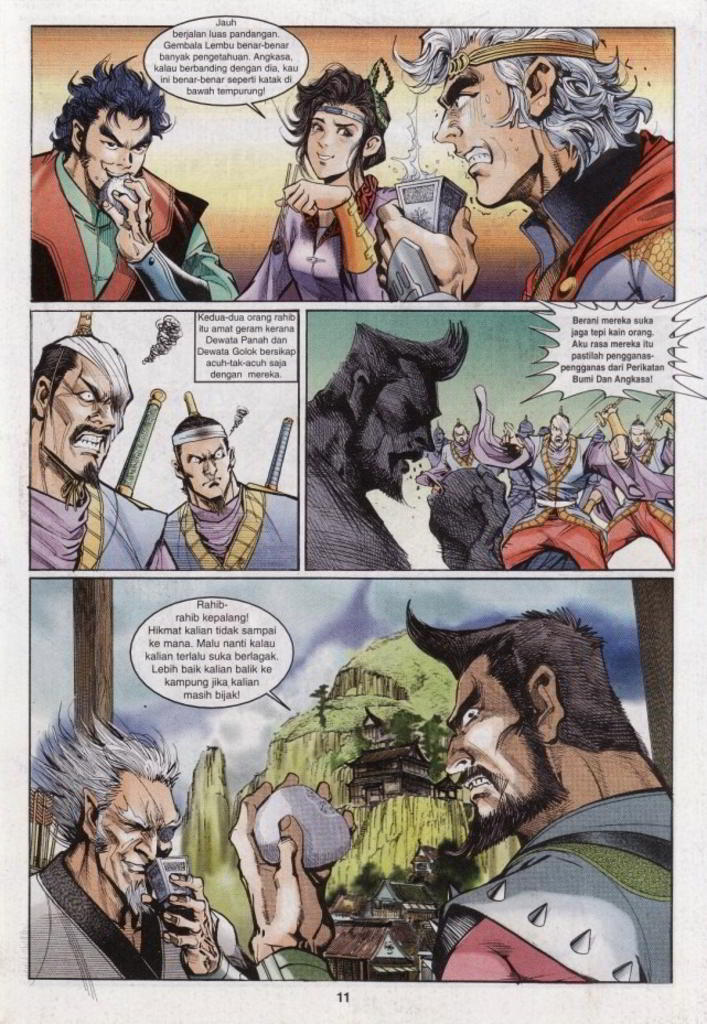 Jauh
berjalan luas pandangan.
Gembala Lembu benar-benar
banyak pengetahuan. Angkasa,
kalau berbanding dengan dia, kau
ini benar-benar seperti katak di
bawah tempurung!
Kedua-dua orang rahib
itu amat geram kerana
Dewata Panah dan
Dewata Golok bersikap
acuh-tak-acuh saja
dengan mereka.
Berani mereka suka
jaga tepi kain orang.
Aku rasa mereka itu
pastilah pengganas-
pengganas dari Perikatan
Bumi Dan Angkasa!
Rahib-
rahib kepalang!
Hikmat kalian tidak sampai
ke mana. Malu nanti kalau
kalian terlalu suka berlagak.
Lebih baik kalian balik ke
kampung jika kalian
masih bijak!
11